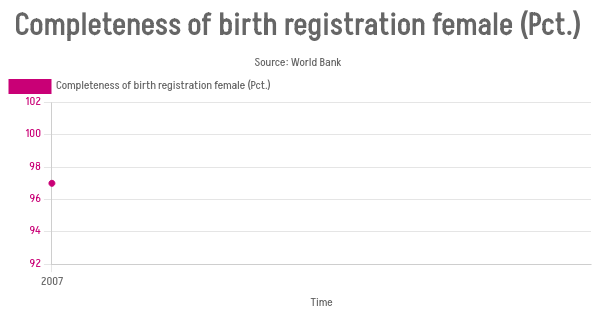 Completeness of birth registration female (Pct.)
Source: World Bank
Completeness of birth registration female (Pct.)
102
100
98
96
94
92
2007
Time